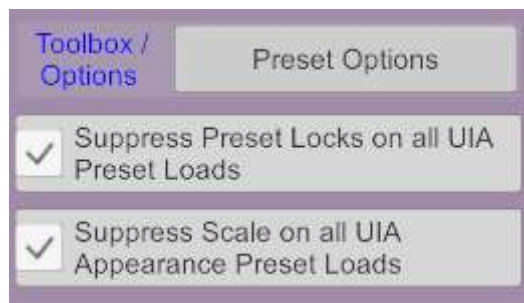 Toolbox /
Options
Preset Options
Suppress Preset Locks on all UIA
Preset Loads
Suppress Scale on all UIA
Appearance Preset Loads